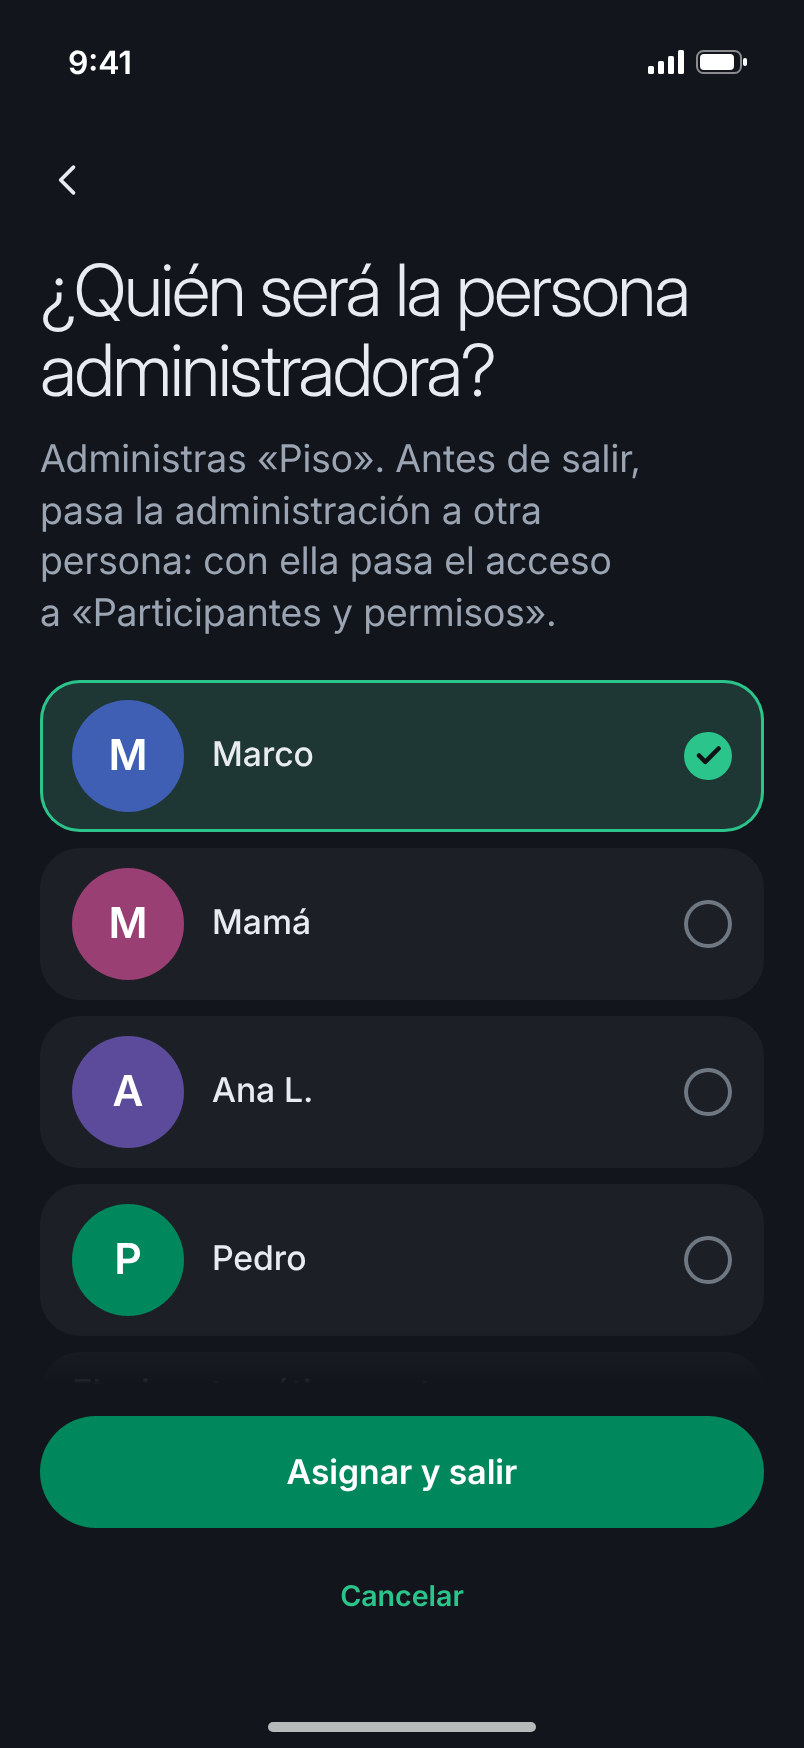 9:41
¿Quién será la persona
administradora?
Administras «Piso». Antes de salir,
pasa la administración a otra
persona: con ella pasa el acceso
a «Participantes y permisos».
M Marco
M Mamá
A Ana L.
P Pedro
Asignar y salir
Cancelar